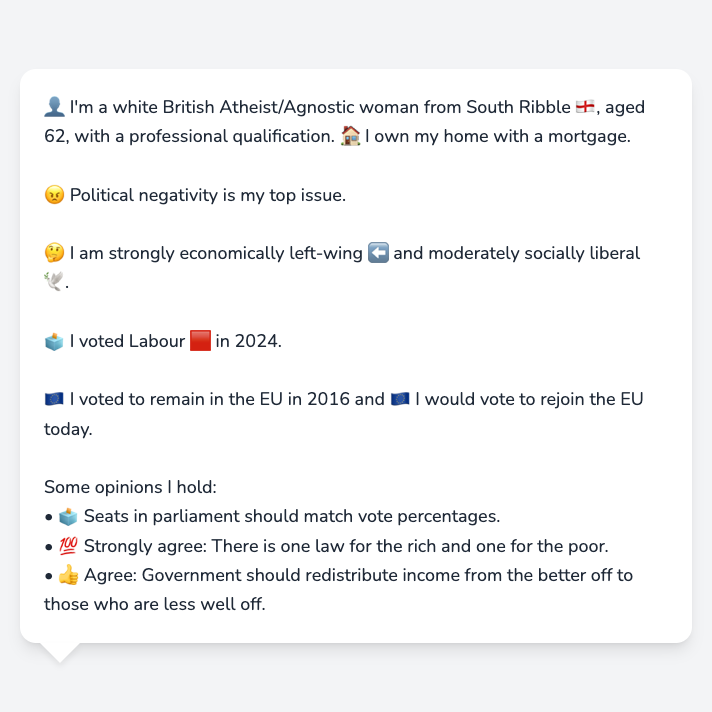 👤 I'm a white British Atheist/Agnostic woman from South Ribble 🏴󠁧󠁢󠁥󠁮󠁧󠁿, aged
62, with a professional qualification. 🏠 I own my home with a mortgage.
😠 Political negativity is my top issue.
🤔 I am strongly economically left-wing ⬅️ and moderately socially liberal
🕊️.
🗳️ I voted Labour 🟥 in 2024.
🇪🇺 I voted to remain in the EU in 2016 and 🇪🇺 I would vote to rejoin the EU
today.
Some opinions I hold:
• 🗳️ Seats in parliament should match vote percentages.
• 💯 Strongly agree: There is one law for the rich and one for the poor.
• 👍 Agree: Government should redistribute income from the better off to
those who are less well off.